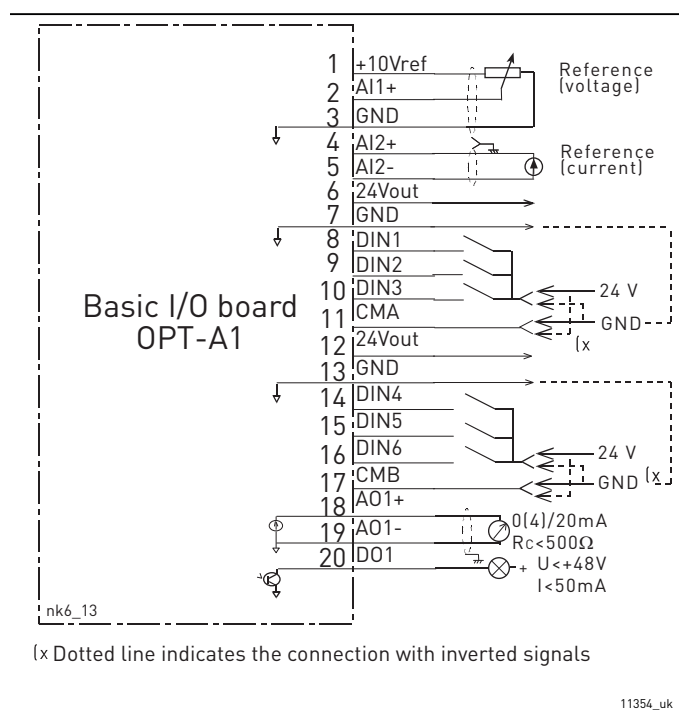 1 +10Vref
2 AI1+
3 GND
4 AI2+
5 AI2-
6 24Vout
7 GND
8 DIN1
9 DIN2
10 DIN3
11 CMA
12 24Vout
13 GND
14 DIN4
15 DIN5
16 DIN6
17 CMB
18 AO1+
19 AO1-
20 DO1
Reference
(voltage)
Reference
(current)
24 V
GND
(x
Basic I/O board
OPT-A1
24 V
GND (x
0(4)/20mA
RC<500Ω
+ U<+48V
I<50mA
nk6_13
(x Dotted line indicates the connection with inverted signals
11354_uk